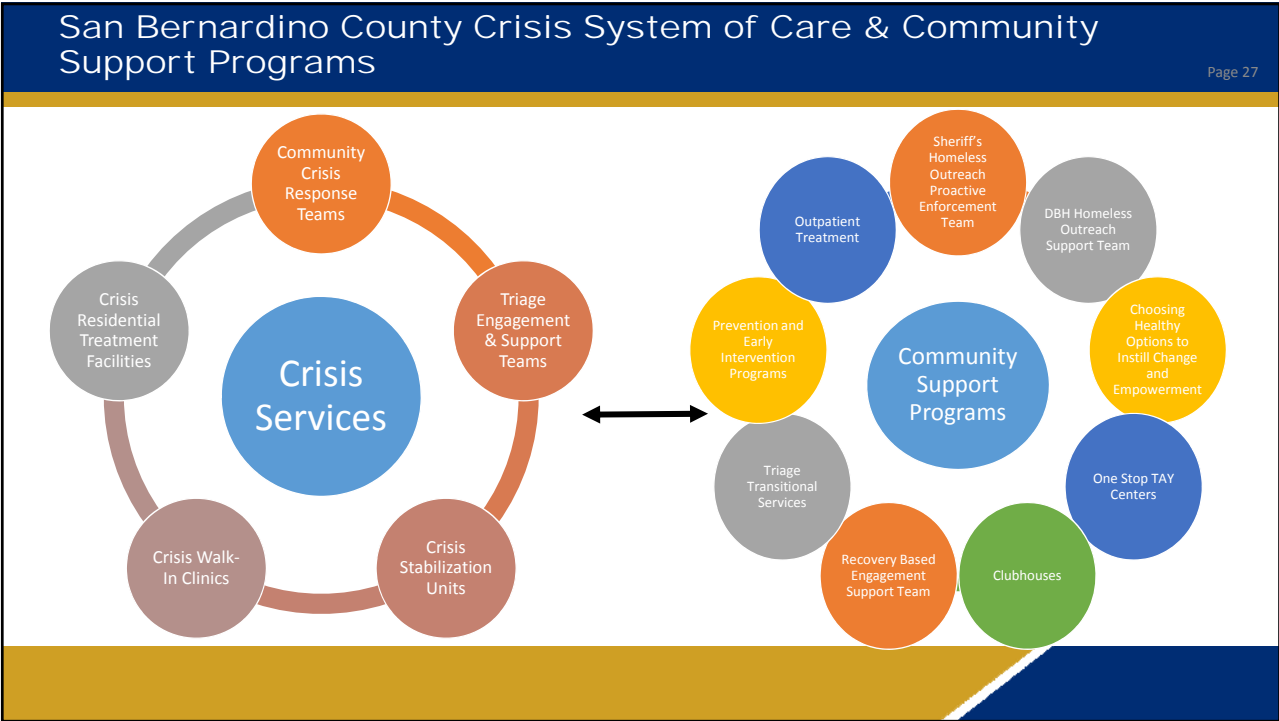 San Bernardino County Crisis System of Care & Community
Support Programs
Page 27
Community
Crisis
Response
Teams
Triage
Engagement
& Support
Teams
Crisis
Stabilization
Units
Crisis Walk-
In Clinics
Crisis
Residential
Treatment
Facilities
Crisis
Services
Sheriff's
Homeless
Outreach
Proactive
Enforcement
Team
DBH Homeless
Outreach
Support Team
Choosing
Healthy
Options to
Instill Change
and
Empowerment
One Stop TAY
Centers
Clubhouses
Recovery Based
Engagement
Support Team
Triage
Transitional
Services
Prevention and
Early
Intervention
Programs
Outpatient
Treatment
Community
Support
Programs